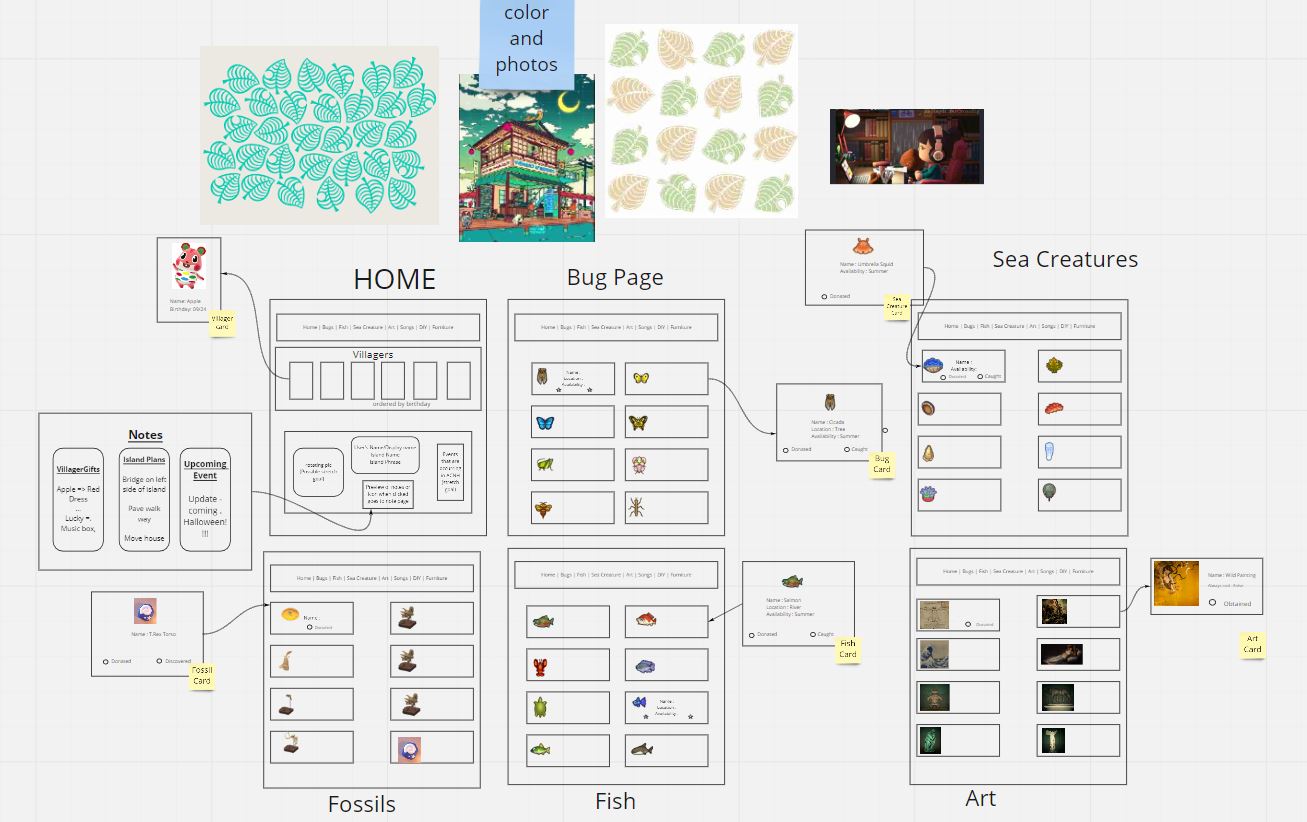 color
and
photos
Name: Apple
Birthday: 09/24
Villager
card
HOME
Home | Bugs | Fish | Sea Creature | Art | Songs | DIY | Furniture
Villagers
ordered by birthday
rotating pic
(Possible stretch
goal)
User's Name/Display name
Island Name
Island Phrase
Preview of notes or
icon when clicked
goes to note page
Events
that are
occurring
in ACNH
(stretch
goal)
Notes
VillagerGifts
Apple => Red
Dress
...
Lucky =.
Music box,
Island Plans
Bridge on left
side of island
Pave walk
way
Move house
Upcoming
Event
Update -
coming .
Halloween!
!!!
Bug Page
Home | Bugs | Fish | Sea Creature | Art | Songs | DIY | Furniture
Name:
Location :
Availability :
Name : Cicada
Location : Tree
Availability : Summer
Donated
Caught
Bug
Card
Sea Creatures
Name : Umbrella Squid
Availability : Summer
Donated
Sea
Creature
Card
Home | Bugs | Fish | Sea Creature | Art | Songs | DIY | Furniture
Name :
Availability:
Donated
Caught
Name : T.Rex Torso
Donated
Discovered
Fossil
Card
Home | Bugs | Fish | Sea Creature | Art | Songs | DIY | Furniture
Name :
Donated
Fossils
Home | Bugs | Fish | Sea Creature | Art | Songs | DIY | Furniture
Name:
Location :
Availability :
Fish
Name : Salmon
Location : River
Availability : Summer
Donated
Caught
Fish
Card
Home | Bugs | Fish | Sea Creature | Art | Songs | DIY | Furniture
Donated
Art
Name : Wild Painting
Obtained
Art
Card